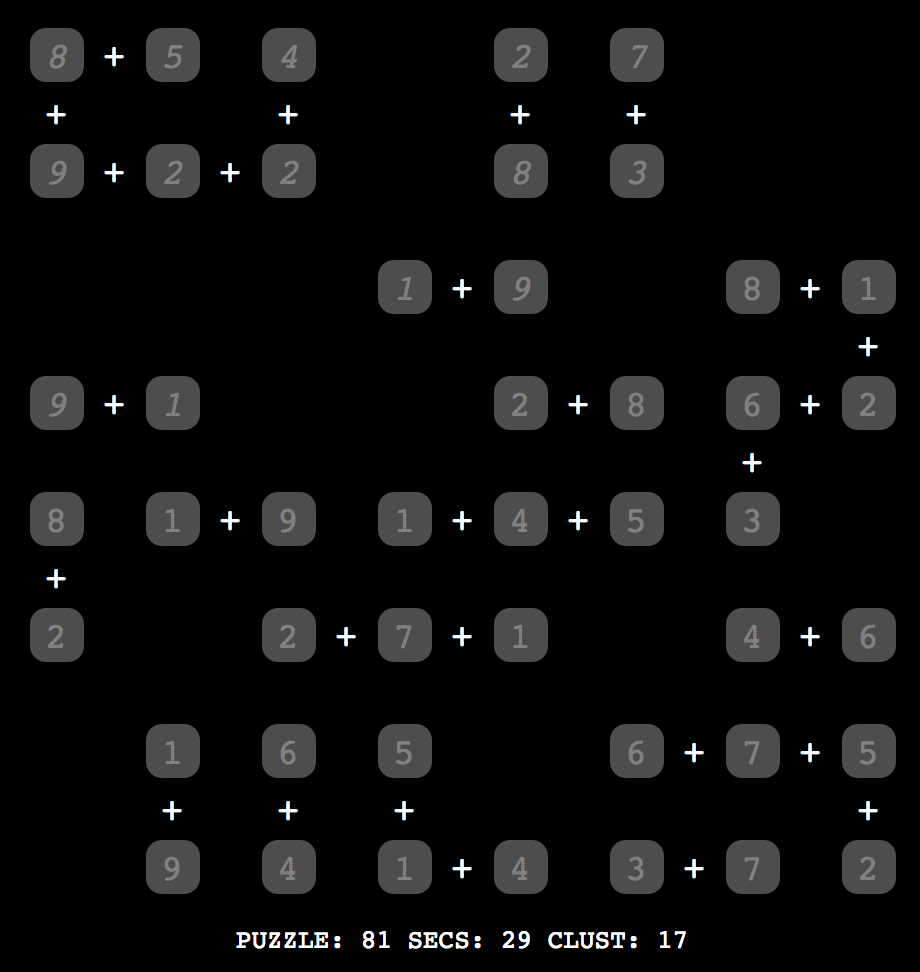 8 + 5 4 2 7
+ + + +
9 + 2 + 2 8 3
1 + 9 8 + 1
+
9 + 1 2 + 8 6 + 2
+
8 1 + 9 1 + 4 + 5 3
+
2 2 + 7 + 1 4 + 6
1 6 5 6 + 7 + 5
+ + + +
9 4 1 + 4 3 + 7 2
PUZZLE: 81 SECS: 29 CLUST: 17